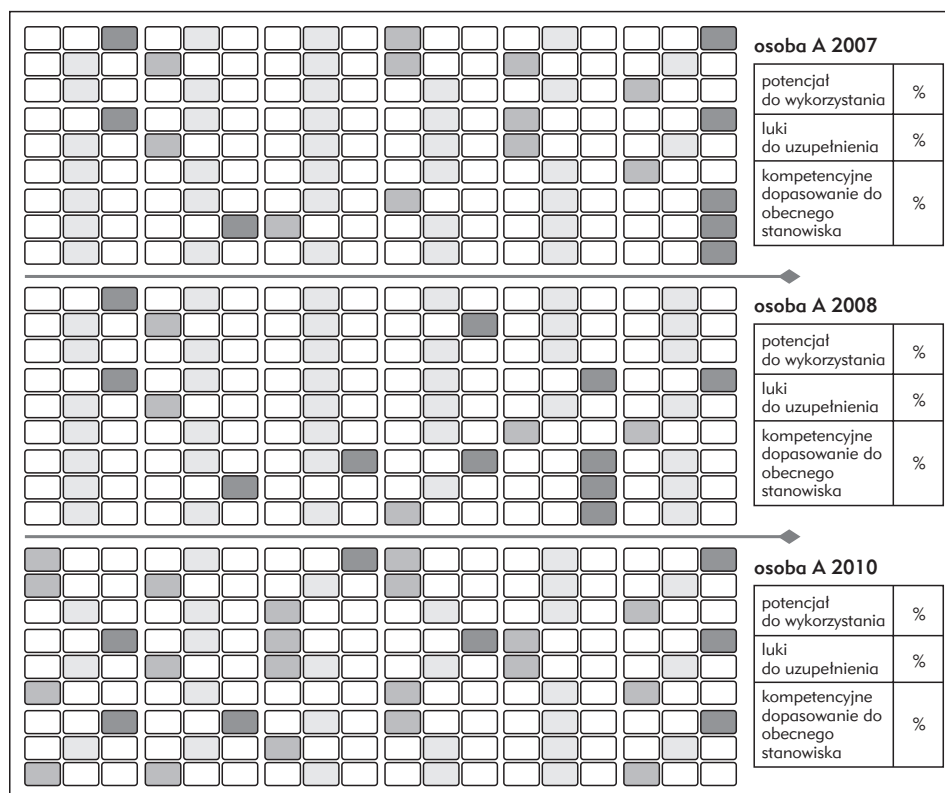 osoba A 2007
potencjał
do wykorzystania
%
luki
do uzupełnienia
%
kompetencyjne
dopasowanie do
obecnego
stanowiska
%
osoba A 2008
potencjał
do wykorzystania
%
luki
do uzupełnienia
%
kompetencyjne
dopasowanie do
obecnego
stanowiska
%
osoba A 2010
potencjał
do wykorzystania
%
luki
do uzupełnienia
%
kompetencyjne
dopasowanie do
obecnego
stanowiska
%